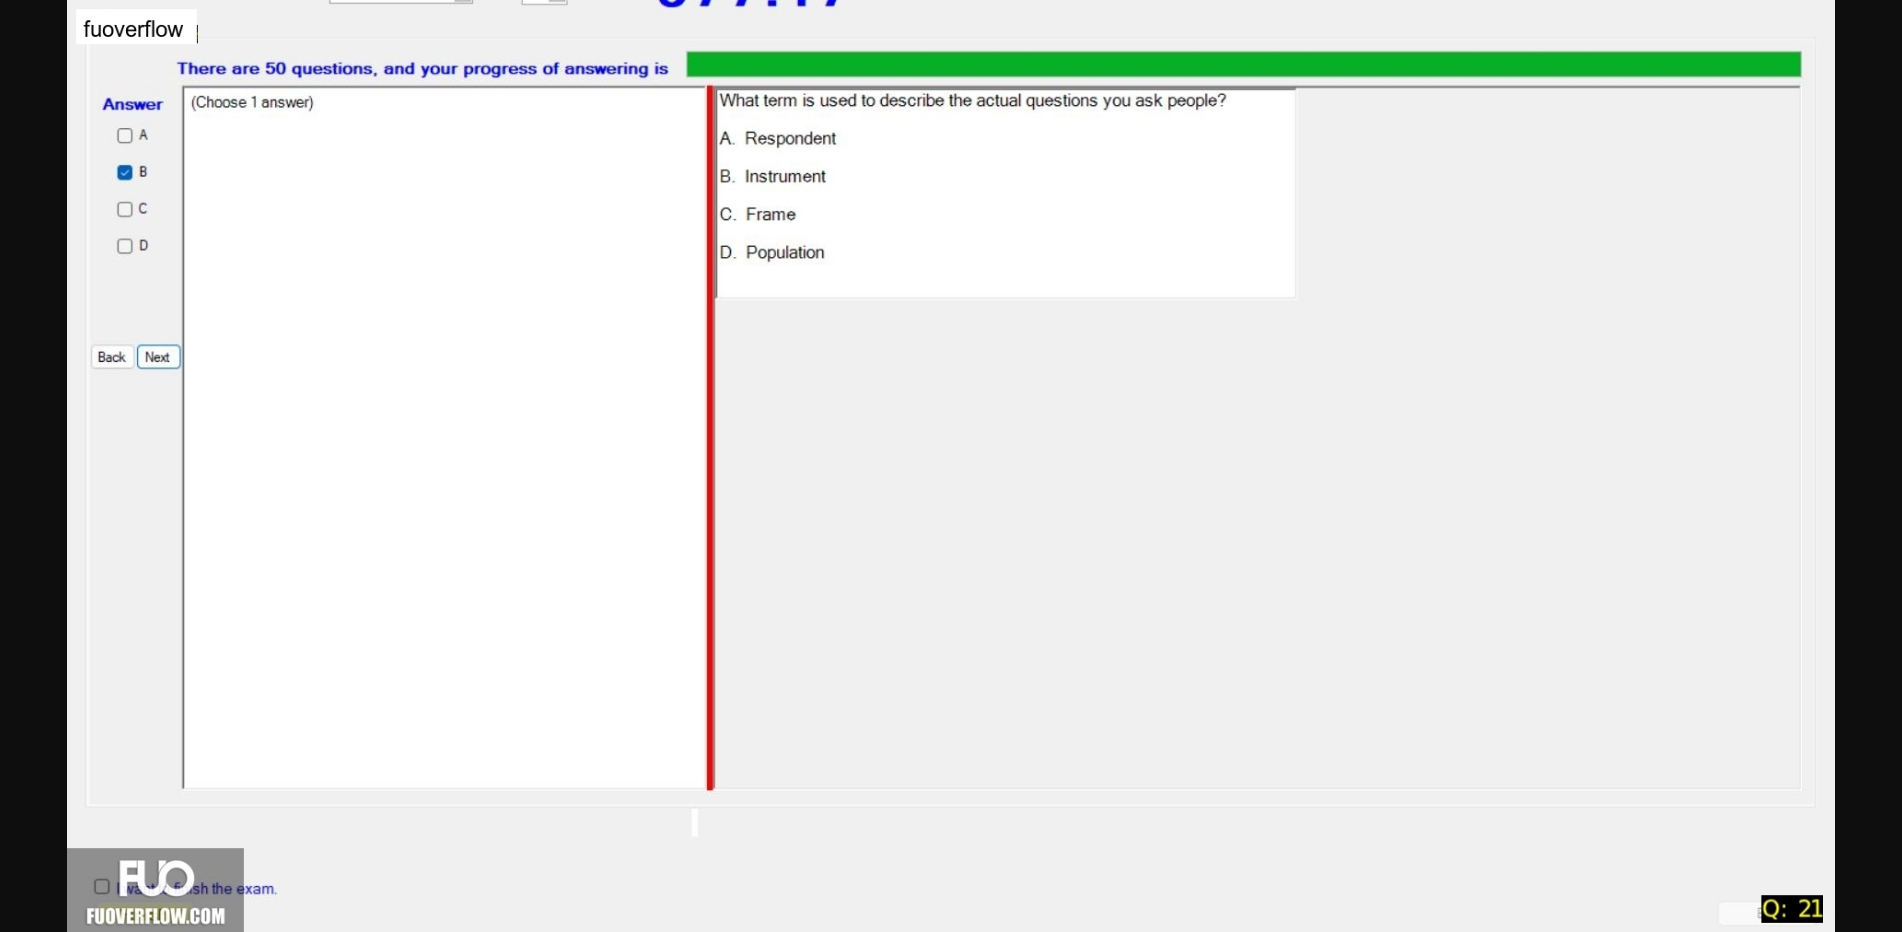 fuoverflow
There are 50 questions, and your progress of answering is
Answer
(Choose 1 answer)
A
B
C
D
Back
Next
What term is used to describe the actual questions you ask people?
A. Respondent
B. Instrument
C. Frame
D. Population
FUO
sh the exam.
FUOVERFLOW.COM
Q: 21